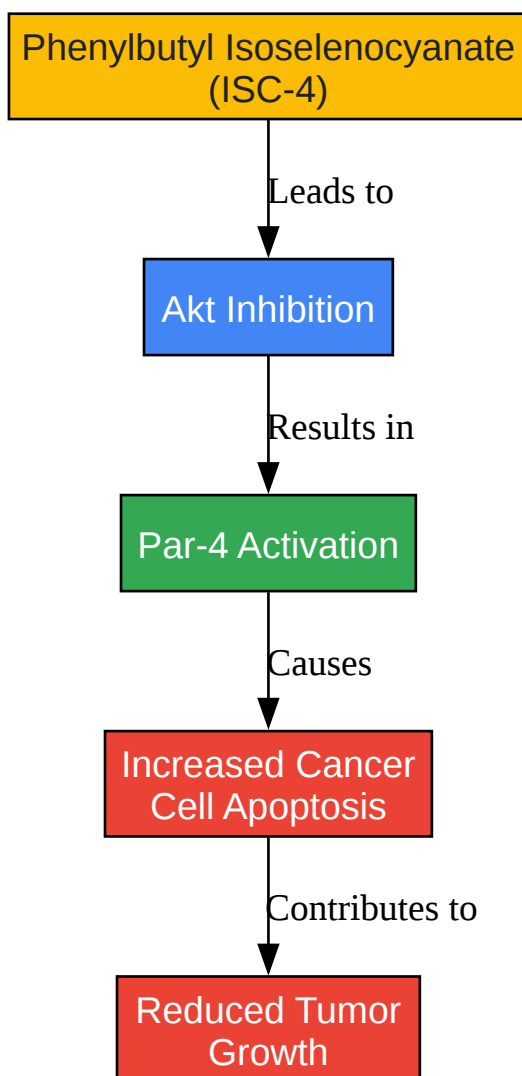 Phenylbutyl Isoselenocyanate
(ISC-4)
Leads to
Akt Inhibition
Results in
Par-4 Activation
Causes
Increased Cancer
Cell Apoptosis
Contributes to
Reduced Tumor
Growth